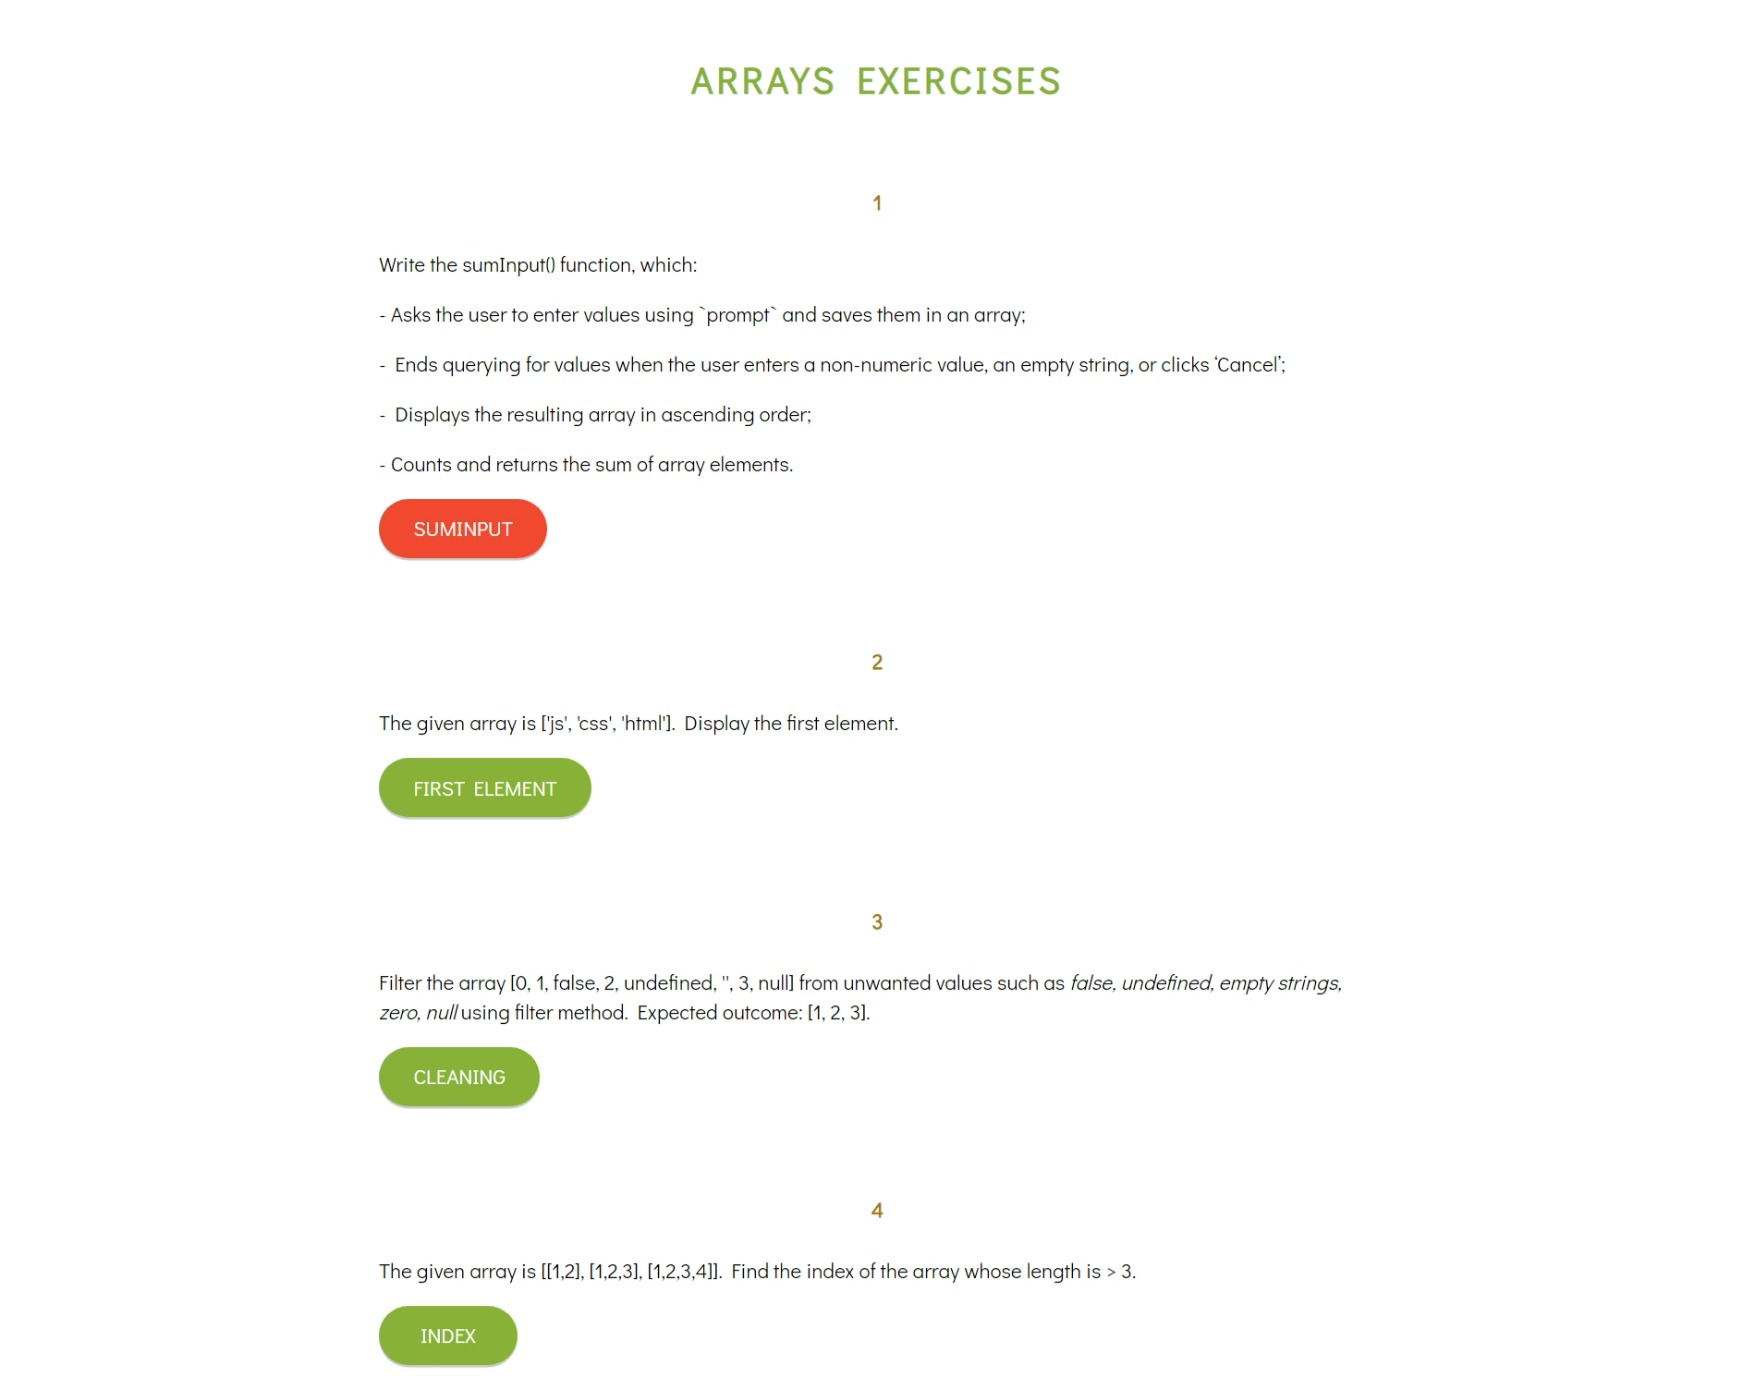 ARRAYS EXERCISES
1
Write the sumInput() function, which:
- Asks the user to enter values using `prompt` and saves them in an array;
- Ends querying for values when the user enters a non-numeric value, an empty string, or clicks ‘Cancel’;
- Displays the resulting array in ascending order;
- Counts and returns the sum of array elements.
SUMINPUT
2
The given array is ['js', 'css', 'html']. Display the first element.
FIRST ELEMENT
3
Filter the array [0, 1, false, 2, undefined, '', 3, null] from unwanted values such as false, undefined, empty strings,
zero, null using filter method. Expected outcome: [1, 2, 3].
CLEANING
4
The given array is [[1,2], [1,2,3], [1,2,3,4]]. Find the index of the array whose length is > 3.
INDEX